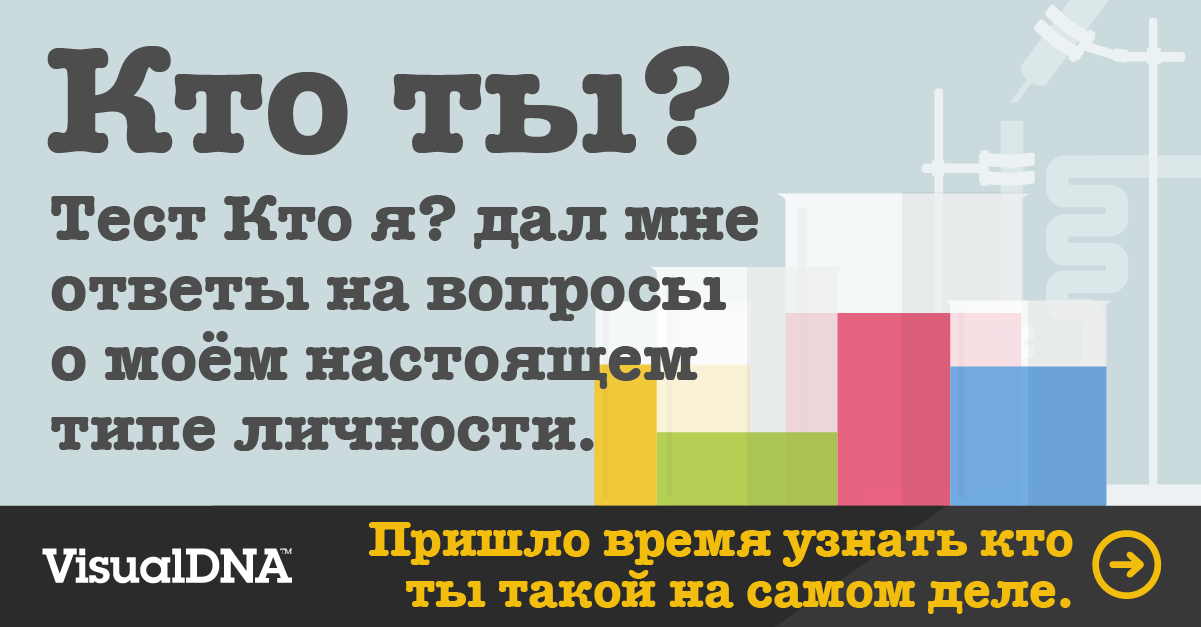 Кто ты?
Тест Кто я? дал мне
ответы на вопросы
о моём настоящем
типе личности.
VisualDNA™
Пришло время узнать кто
ты такой на самом деле.